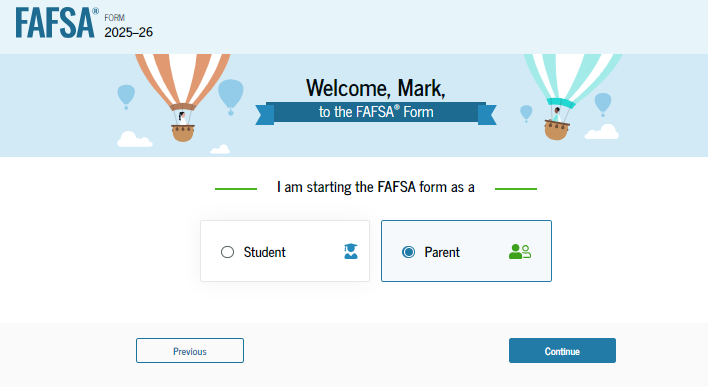 FAFSA®
FORM
2025–26
Welcome, Mark,
to the FAFSA® Form
I am starting the FAFSA form as a
Student
Parent
Previous
Continue